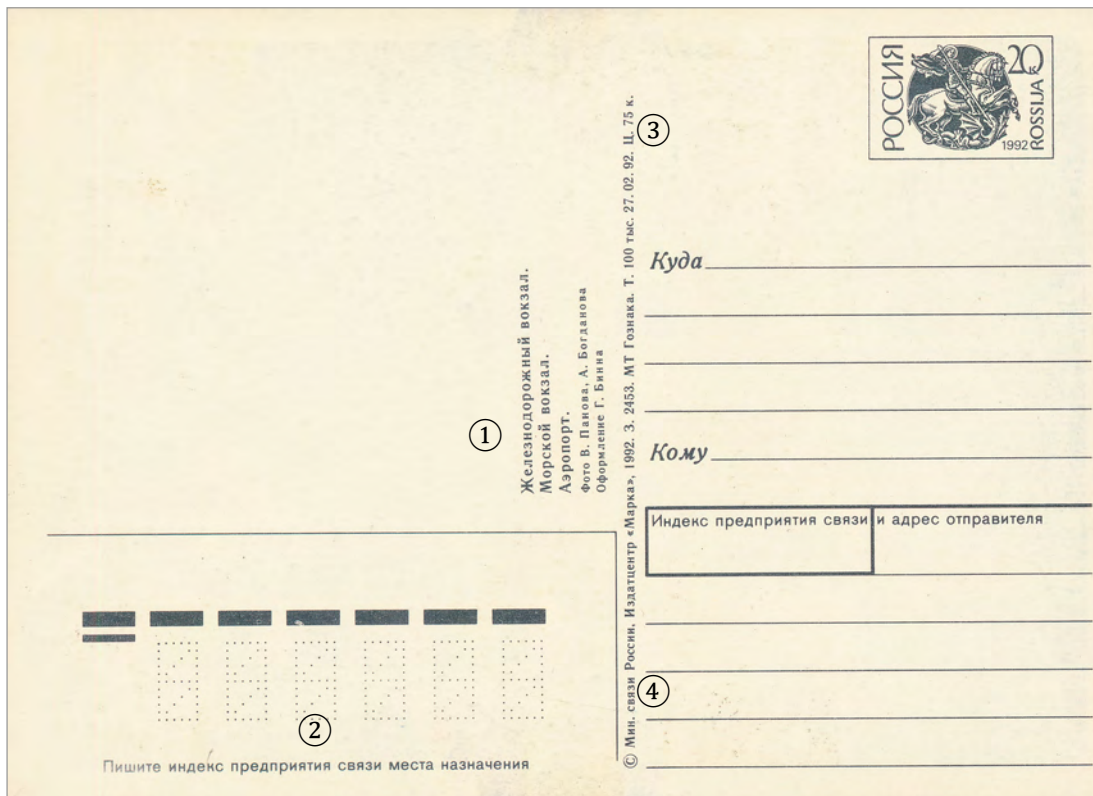 РОССИЯ
20 к
1992
ROSSIJA
③
Куда
Кому
Индекс предприятия связи и адрес отправителя
Железнодорожный вокзал.
Морской вокзал.
Аэропорт.
Фото В. Панова, А. Богданова
Оформление Г. Бинна
①
© Мин. связи России, Издатцентр «Марка», 1992. З. 2453. МТ Гознака. Т. 100 тыс. 27. 02. 92. Ц. 75 к.
④
②
Пишите индекс предприятия связи места назначения